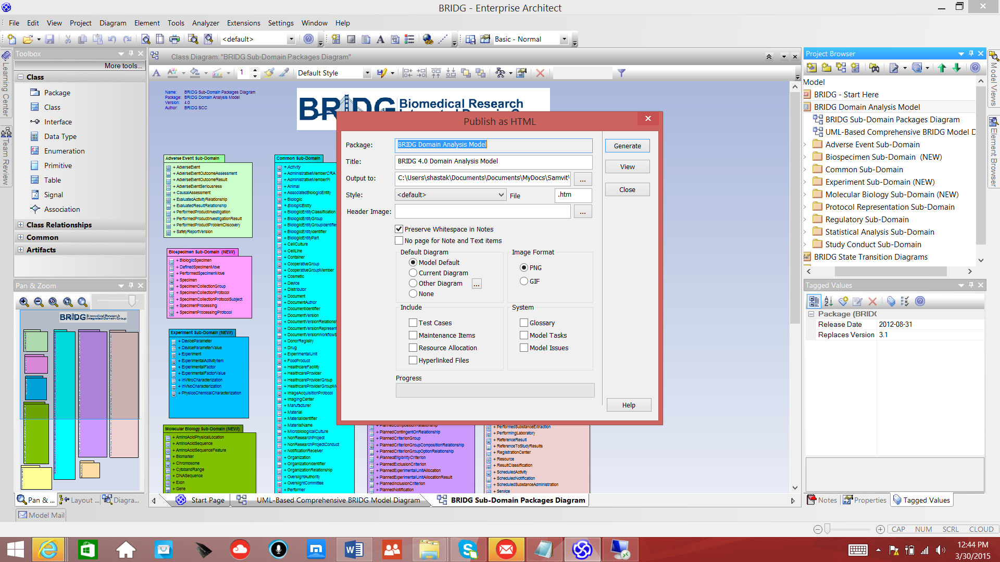 BRIDG - Enterprise Architect
File Edit View Project Diagram Element Tools Analyzer Extensions Settings Window Help
<default>
Basic - Normal
Learning Center
Team Review
Toolbox
More tools...
Class
Package
Class
Interface
Data Type
Enumeration
Primitive
Table
Signal
Association
Class Relationships
Common
Artifacts
Pan & Zoom
BRIDG Biomedical Research
Integrated Domain Group
Pan & ... Layout ... Diagra...
Model Mail
Class Diagram: "BRIDG Sub-Domain Packages Diagram"
1 Default Style
Name: BRIDG Sub-Domain Packages Diagram
Package: BRIDG Domain Analysis Model
Version: 4.0
Author: BRIDG SCC
BRIDG Biomedical Research
Adverse Event Sub-Domain
+ AdverseEvent
+ AdverseEventOutcomeAssessment
+ AdverseEventOutcomeResult
+ AdverseEventSeriousness
+ CausalAssessment
+ EvaluatedActivityRelationship
+ EvaluatedResultRelationship
+ PerformedProductInvestigation
+ PerformedProductInvestigationResult
+ PerformedProductProblemDiscovery
+ SafetyReportVersion
Biospecimen Sub-Domain (NEW)
+ BiologicSpecimen
+ DefinedSpecimenMove
+ PerformedSpecimenMove
+ Specimen
+ SpecimenCollectionGroup
+ SpecimenCollectionProtocol
+ SpecimenCollectionProtocolSubject
+ SpecimenProcessing
+ SpecimenProcessingProtocol
Experiment Sub-Domain (NEW)
+ DeviceParameter
+ DeviceParameterValue
+ Experiment
+ ExperimentalActivityItem
+ ExperimentalFactor
+ ExperimentalFactorValue
+ InVitroCharacterization
+ InVivoCharacterization
+ PhysicoChemicalCharacterization
Molecular Biology Sub-Domain (NEW)
+ AminoAcidPhysicalLocation
+ AminoAcidSequence
+ AminoAcidSequenceFeature
+ Biomarker
+ Chromosome
+ CytobandRange
+ DNASequence
+ Exon
+ Gene
Common Sub-Domain
+ Activity
+ AdministrativeMemberCRA
+ AdministrativeMemberPI
+ Animal
+ AssociatedBiologicEntity
+ Biologic
+ BiologicEntity
+ BiologicEntityClassification
+ BiologicEntityGroup
+ BiologicEntityGroupIdentifier
+ BiologicEntityIdentifier
+ BiologicEntityPart
+ CellCulture
+ CellLine
+ Container
+ CooperativeGroup
+ CooperativeGroupMember
+ Cosmetic
+ Device
+ Distributor
+ Document
+ DocumentAuthor
+ DocumentIdentifier
+ DocumentVersion
+ DocumentVersionRelationsh
+ DocumentVersionRepresent
+ DocumentVersionWorkflowS
+ DonorRegistry
+ Drug
+ ExperimentalUnit
+ FoodProduct
+ HealthcareFacility
+ HealthcareProvider
+ HealthcareProviderGroup
+ HealthcareProviderGroupM
+ ImageAcquisitionProtocol
+ ImagingCenter
+ Manufacturer
+ Material
+ MaterialIdentifier
+ MaterialName
+ MicrobiologicalCulture
+ NonResearchProject
+ NonResearchProjectConduct
+ NotificationReceiver
+ Organization
+ OrganizationIdentifier
+ OrganizationRelationship
+ OversightAuthority
+ OversightCommittee
+ Performer
+ PlannedCompositionRelationship
+ PlannedContingentOnRelationship
+ PlannedCriterionGroup
+ PlannedCriterionGroupCompositionRelationship
+ PlannedCriterionGroupOptionRelationship
+ PlannedEligibilityCriterion
+ PlannedExclusionCriterion
+ PlannedExperimentalUnitAllocation
+ PlannedExperimentalUnitAllocationResult
+ PlannedInclusionCriterion
+ PlannedNotification
+ PerformedSubstanceExtraction
+ PerformingLaboratory
+ ReferenceResult
+ ReferenceToStudyResults
+ RegistrationCenter
+ Resource
+ ResultClassification
+ ScheduledActivity
+ ScheduledNotification
+ ScheduledSubstanceAdministration
+ Service
Publish as HTML
Package: BRIDG Domain Analysis Model
Title: BRIDG 4.0 Domain Analysis Model
Output to: C:\Users\shastak\Documents\Documents\MyDocs\Samvit\ ...
Style: <default> File .htm
Header Image: ...
Preserve Whitespace in Notes
No page for Note and Text items
Default Diagram
Model Default
Current Diagram
Other Diagram ...
None
Image Format
PNG
GIF
Include
Test Cases
Maintenance Items
Resource Allocation
Hyperlinked Files
System
Glossary
Model Tasks
Model Issues
Progress
Generate
View
Close
Help
Start Page UML-Based Comprehensive BRIDG Model Diagram BRIDG Sub-Domain Packages Diagram
Project Browser
Model
BRIDG - Start Here
BRIDG Domain Analysis Model
BRIDG Sub-Domain Packages Diagram
UML-Based Comprehensive BRIDG Model D
Adverse Event Sub-Domain
Biospecimen Sub-Domain (NEW)
Common Sub-Domain
Experiment Sub-Domain (NEW)
Molecular Biology Sub-Domain (NEW)
Protocol Representation Sub-Domain
Regulatory Sub-Domain
Statistical Analysis Sub-Domain
Study Conduct Sub-Domain
BRIDG State Transition Diagrams
Tagged Values
Package (BRIDG
Release Date 2012-08-31
Replaces Version 3.1
Notes Properties Tagged Values
Model Views
Element Browser
CAP NUM SCRL CLOUD
12:44 PM
3/30/2015